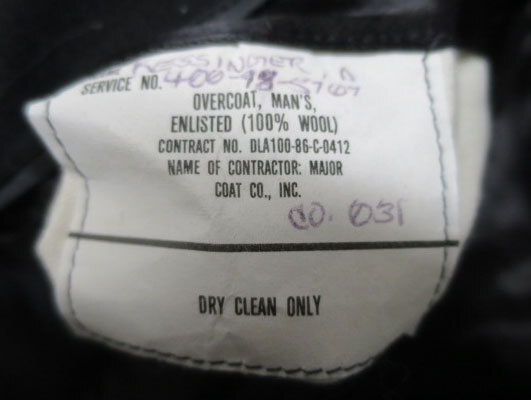 SERVICE NO.
OVERCOAT, MAN'S,
ENLISTED (100% WOOL)
CONTRACT NO. DLA100-86-C-0412
NAME OF CONTRACTOR: MAJOR
COAT CO., INC.
CO. 031
DRY CLEAN ONLY